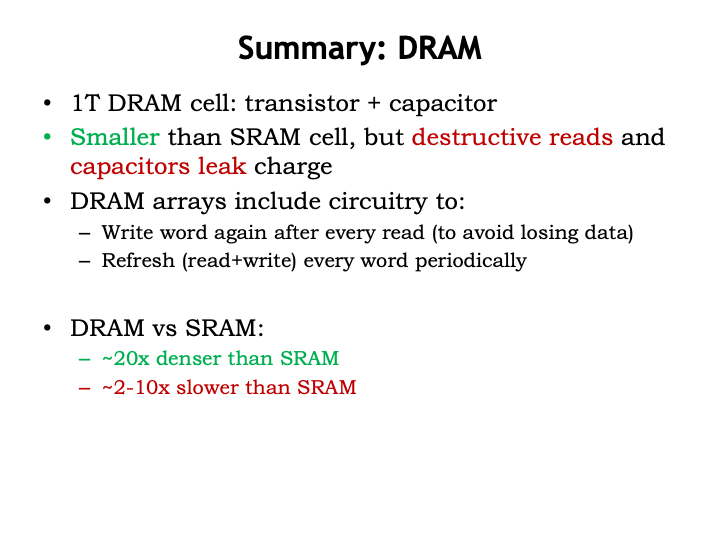 Summary: DRAM
• 1T DRAM cell: transistor + capacitor
• Smaller than SRAM cell, but destructive reads and
capacitors leak charge
• DRAM arrays include circuitry to:
– Write word again after every read (to avoid losing data)
– Refresh (read+write) every word periodically
• DRAM vs SRAM:
– ~20x denser than SRAM
– ~2-10x slower than SRAM